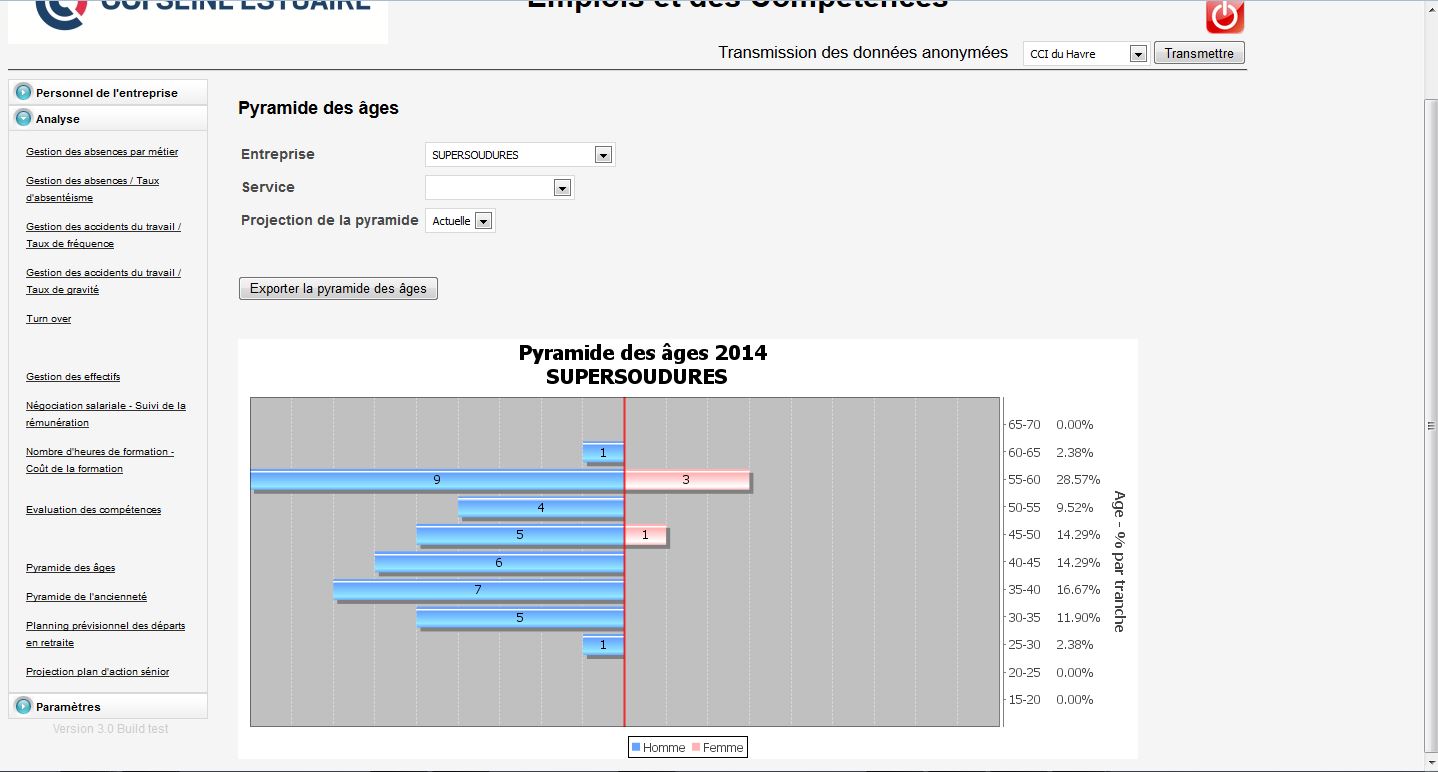 Emplois et des Compétences
Transmission des données anonymées
CCI du Havre
Transmettre
Personnel de l'entreprise
Analyse
Gestion des absences par métier
Gestion des absences / Taux
d'absentéisme
Gestion des accidents du travail /
Taux de fréquence
Gestion des accidents du travail /
Taux de gravité
Turn over
Gestion des effectifs
Négociation salariale - Suivi de la
rémunération
Nombre d'heures de formation -
Coût de la formation
Evaluation des compétences
Pyramide des âges
Pyramide de l'ancienneté
Planning prévisionnel des départs
en retraite
Projection plan d'action sénior
Paramètres
Version 3.0 Build test
Pyramide des âges
Entreprise
SUPERSOUDURES
Service
Projection de la pyramide
Actuelle
Exporter la pyramide des âges
Pyramide des âges 2014
SUPERSOUDURES
65-70 0.00%
1 60-65 2.38%
9 3 55-60 28.57%
4 50-55 9.52%
5 1 45-50 14.29%
6 40-45 14.29%
7 35-40 16.67%
5 30-35 11.90%
1 25-30 2.38%
20-25 0.00%
15-20 0.00%
Age - % par tranche
Homme Femme